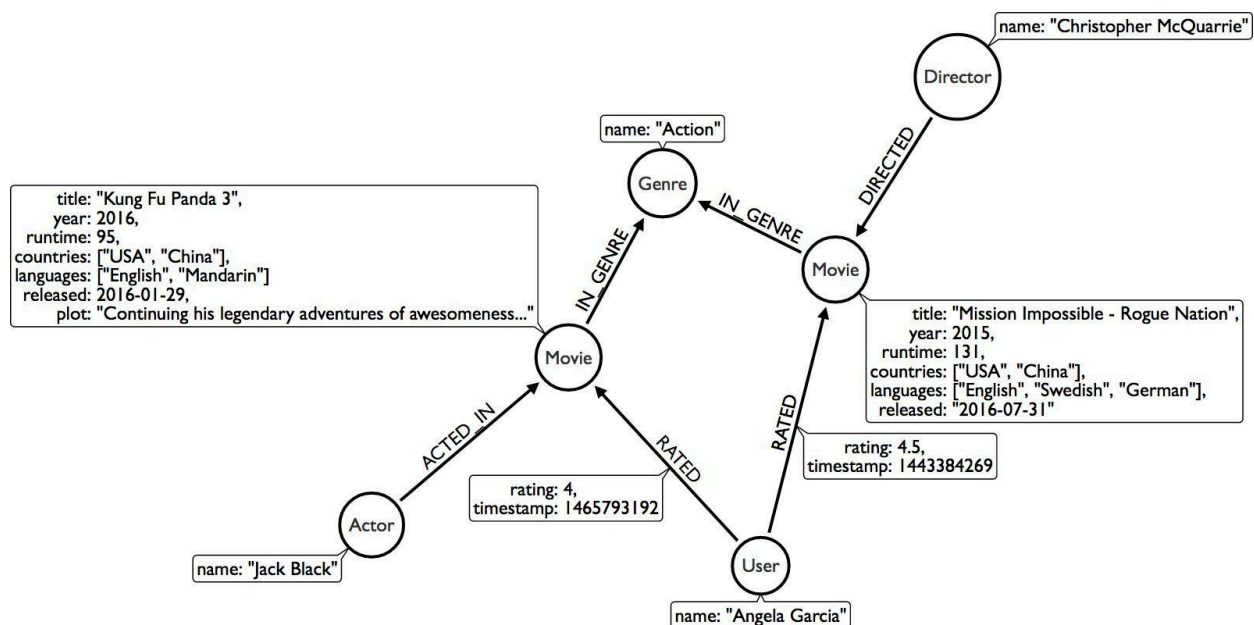 name: "Christopher McQuarrie"
Director
DIRECTED
name: "Action"
Genre
IN_GENRE
IN_GENRE
title: "Kung Fu Panda 3",
year: 2016,
runtime: 95,
countries: ["USA", "China"],
languages: ["English", "Mandarin"]
released: 2016-01-29,
plot: "Continuing his legendary adventures of awesomeness..."
Movie
Movie
title: "Mission Impossible - Rogue Nation",
year: 2015,
runtime: 131,
countries: ["USA", "China"],
languages: ["English", "Swedish", "German"],
released: "2016-07-31"
ACTED_IN
RATED
RATED
rating: 4.5,
timestamp: 1443384269
rating: 4,
timestamp: 1465793192
Actor
name: "Jack Black"
User
name: "Angela Garcia"